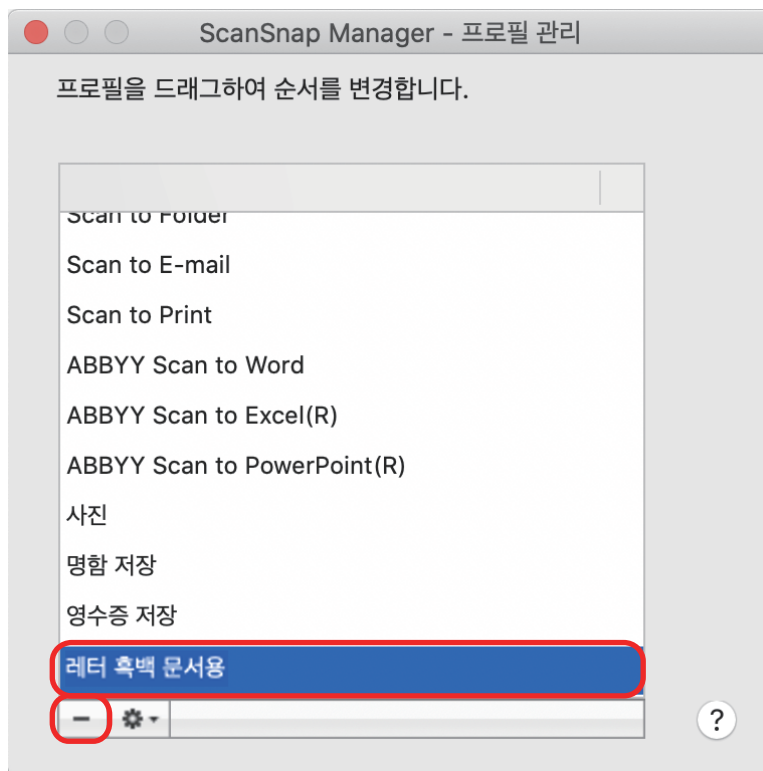 ScanSnap Manager - 프로필 관리
프로필을 드래그하여 순서를 변경합니다.
Scan to Folder
Scan to E-mail
Scan to Print
ABBYY Scan to Word
ABBYY Scan to Excel(R)
ABBYY Scan to PowerPoint(R)
사진
명함 저장
영수증 저장
레터 흑백 문서용
?